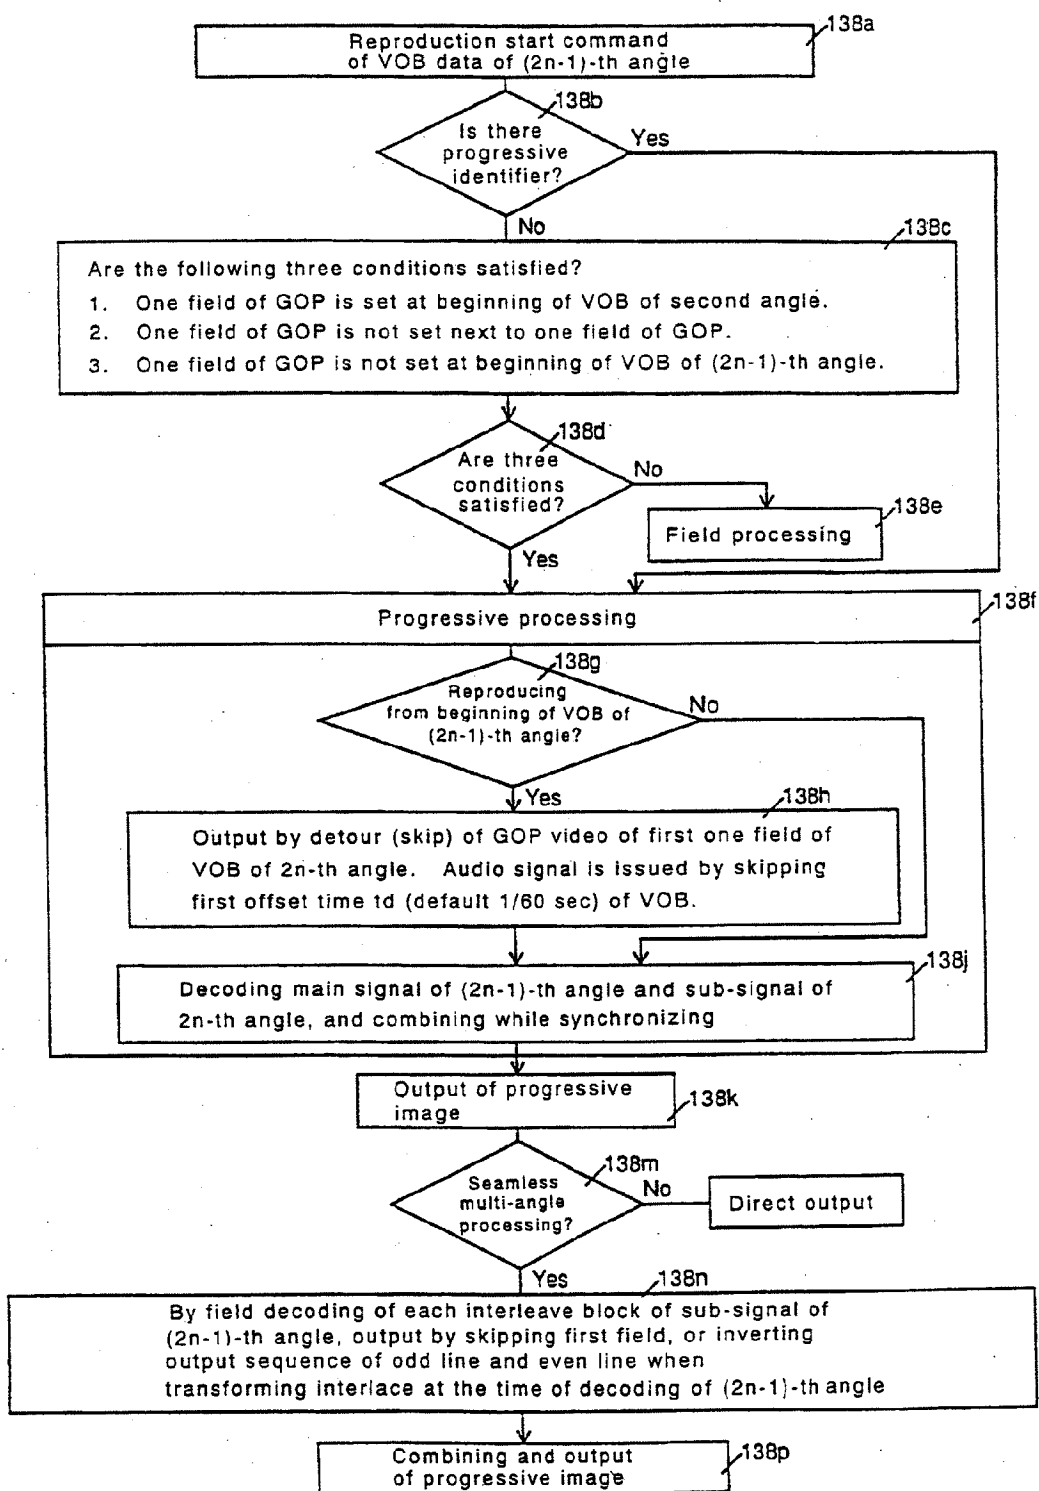 138a
Reproduction start command
of VOB data of (2n-1)-th angle
138b
Is there
progressive
identifier?
Yes
No
138c
Are the following three conditions satisfied?
1. One field of GOP is set at beginning of VOB of second angle.
2. One field of GOP is not set next to one field of GOP.
3. One field of GOP is not set at beginning of VOB of (2n-1)-th angle.
138d
Are three
conditions
satisfied?
No
138e
Field processing
Yes
138f
Progressive processing
138g
Reproducing
from beginning of VOB of
(2n-1)-th angle?
No
Yes
138h
Output by detour (skip) of GOP video of first one field of
VOB of 2n-th angle. Audio signal is issued by skipping
first offset time td (default 1/60 sec) of VOB.
138j
Decoding main signal of (2n-1)-th angle and sub-signal of
2n-th angle, and combining while synchronizing
Output of progressive
image
138k
138m
Seamless
multi-angle
processing?
No
Direct output
Yes
138n
By field decoding of each interleave block of sub-signal of
(2n-1)-th angle, output by skipping first field, or inverting
output sequence of odd line and even line when
transforming interlace at the time of decoding of (2n-1)-th angle
138p
Combining and output
of progressive image